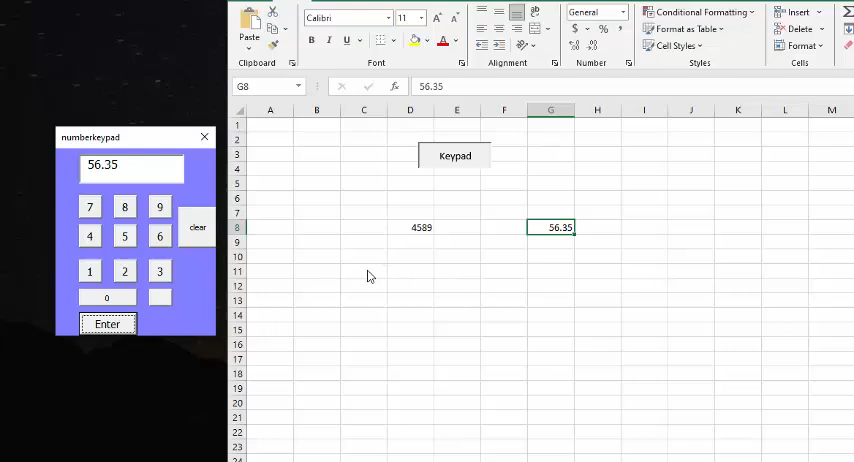 numberkeypad
56.35
7 8 9
clear
4 5 6
1 2 3
0
Enter
Paste
Clipboard
Calibri 11 A A
B I U A
Font
ab
Alignment
General
$ % ,
Number
Conditional Formatting
Format as Table
Cell Styles
Styles
Insert
Delete
Format
Cells
G8 fx 56.35
A B C D E F G H I J K L M
1
2
3
Keypad
4
5
6
7
8 4589 56.35
9
10
11
12
13
14
15
16
17
18
19
20
21
22
23
24